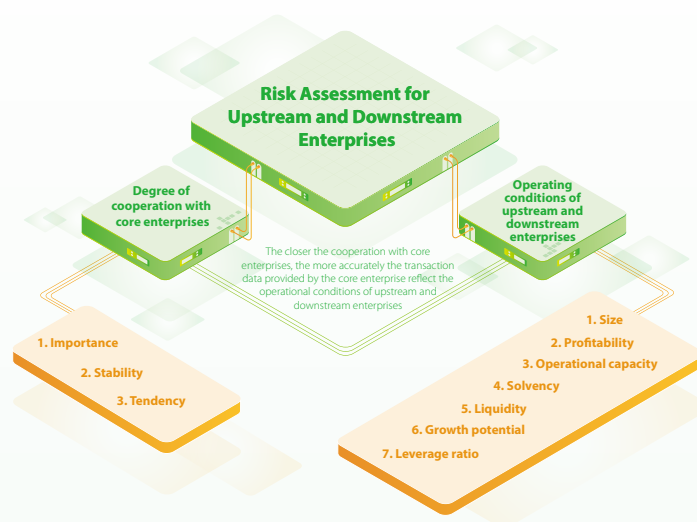 Risk Assessment for
Upstream and Downstream
Enterprises
Degree of
cooperation with
core enterprises
Operating
conditions of
upstream and
downstream
enterprises
The closer the cooperation with core
enterprises, the more accurately the transaction
data provided by the core enterprise reflect the
operational conditions of upstream and
downstream enterprises
1. Importance
2. Stability
3. Tendency
1. Size
2. Profitability
3. Operational capacity
4. Solvency
5. Liquidity
6. Growth potential
7. Leverage ratio